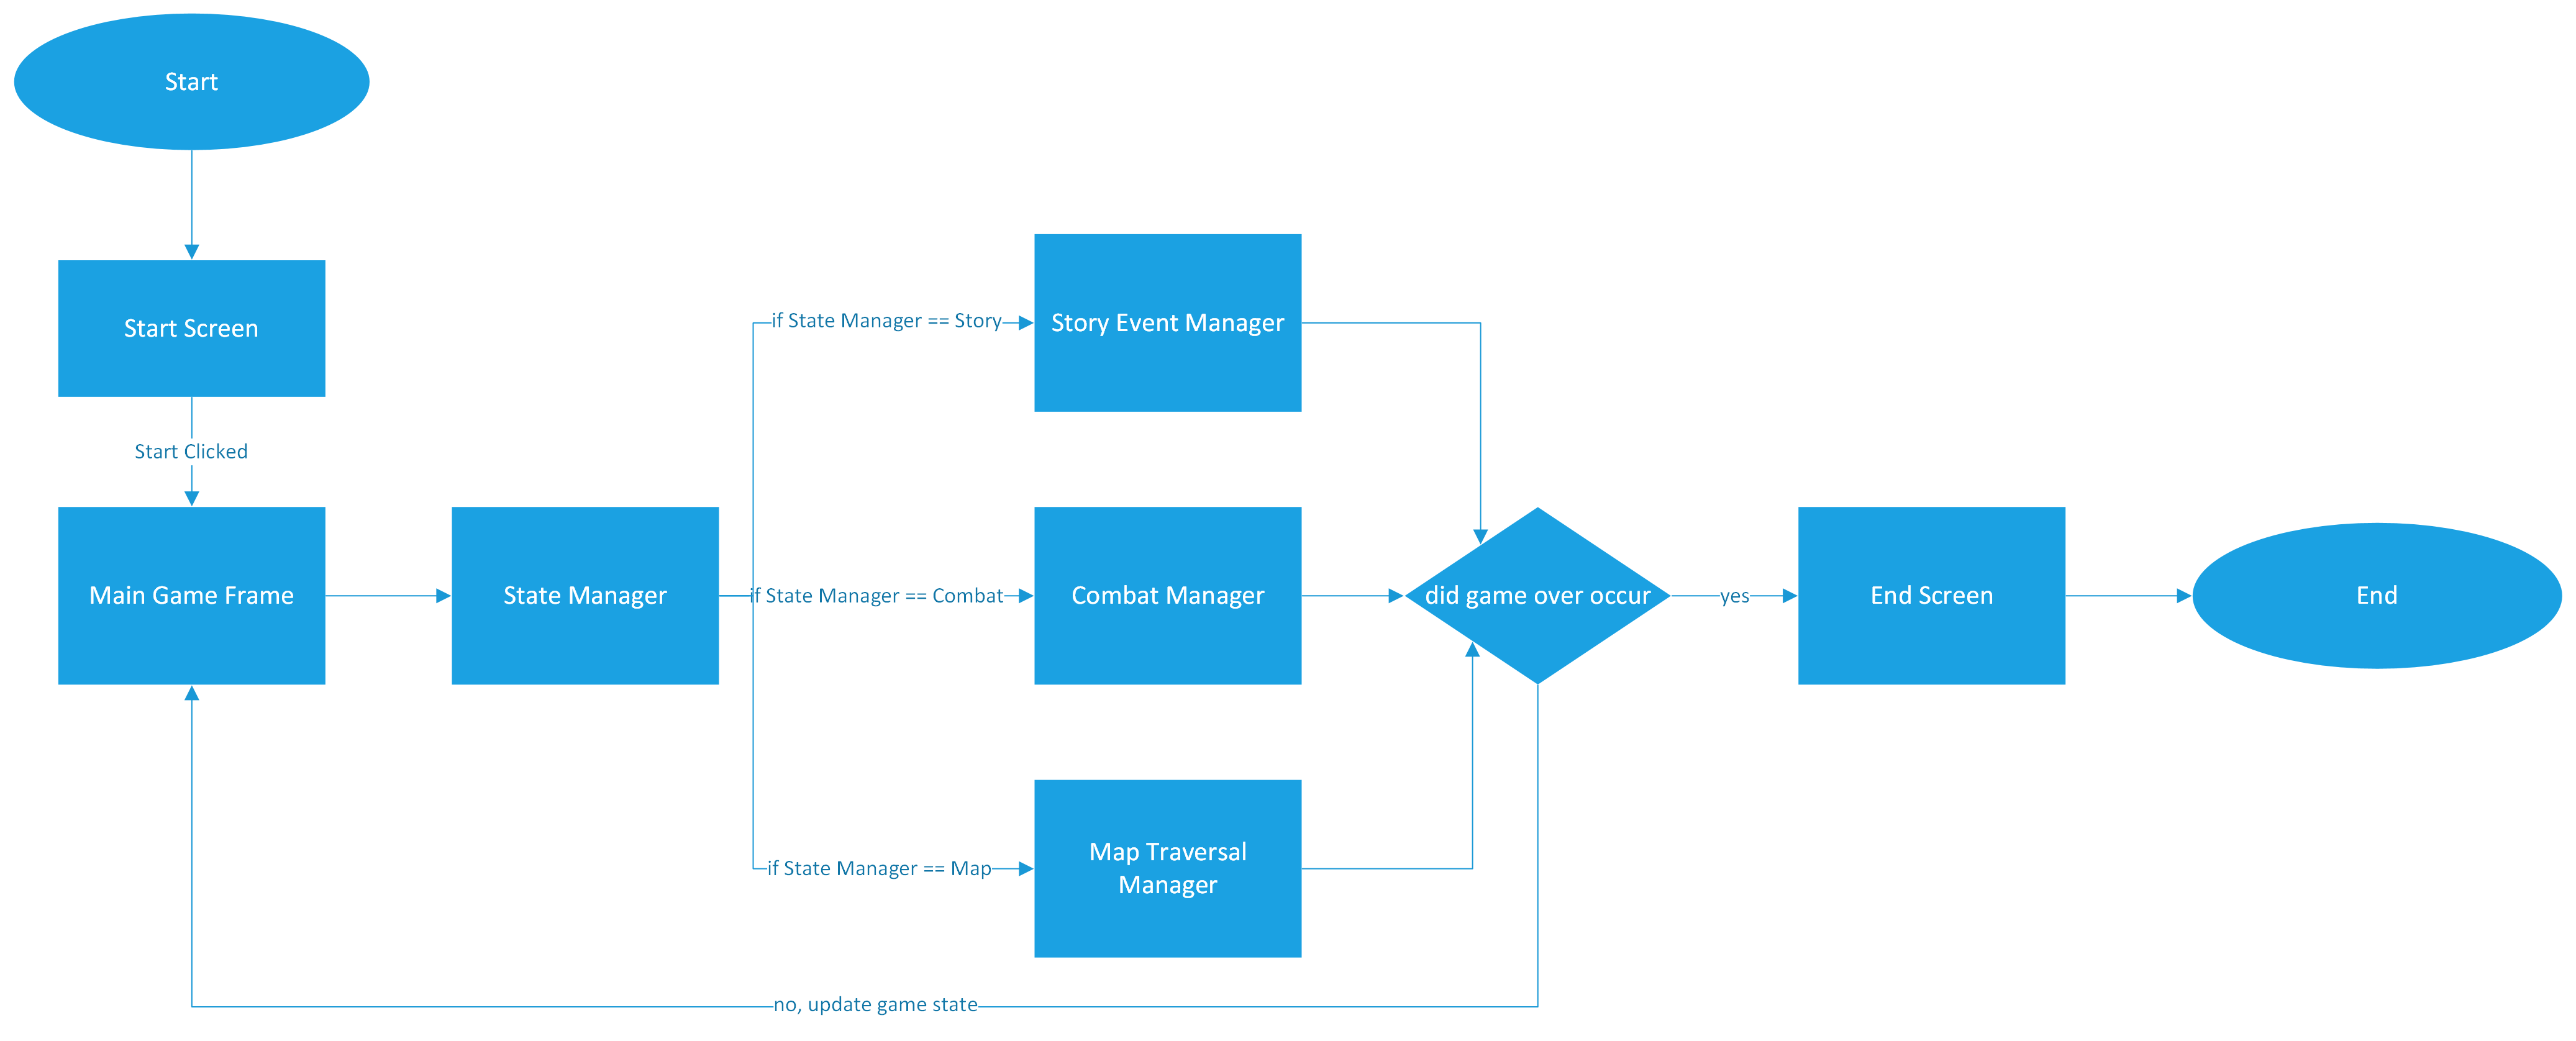 Start
Start Screen
Start Clicked
Main Game Frame
State Manager
if State Manager == Story
if State Manager == Combat
if State Manager == Map
Story Event Manager
Combat Manager
Map Traversal
Manager
did game over occur
yes
End Screen
End
no, update game state